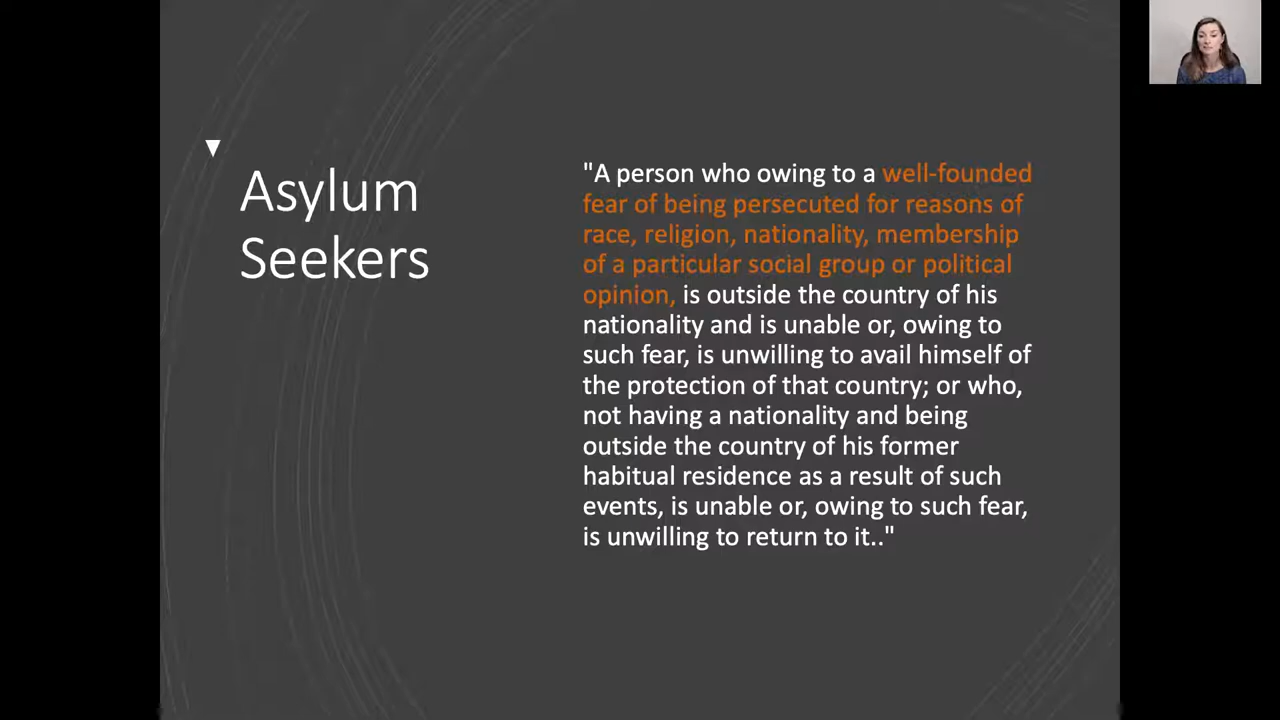 Asylum
Seekers
"A person who owing to a well-founded
fear of being persecuted for reasons of
race, religion, nationality, membership
of a particular social group or political
opinion, is outside the country of his
nationality and is unable or, owing to
such fear, is unwilling to avail himself of
the protection of that country; or who,
not having a nationality and being
outside the country of his former
habitual residence as a result of such
events, is unable or, owing to such fear,
is unwilling to return to it.."